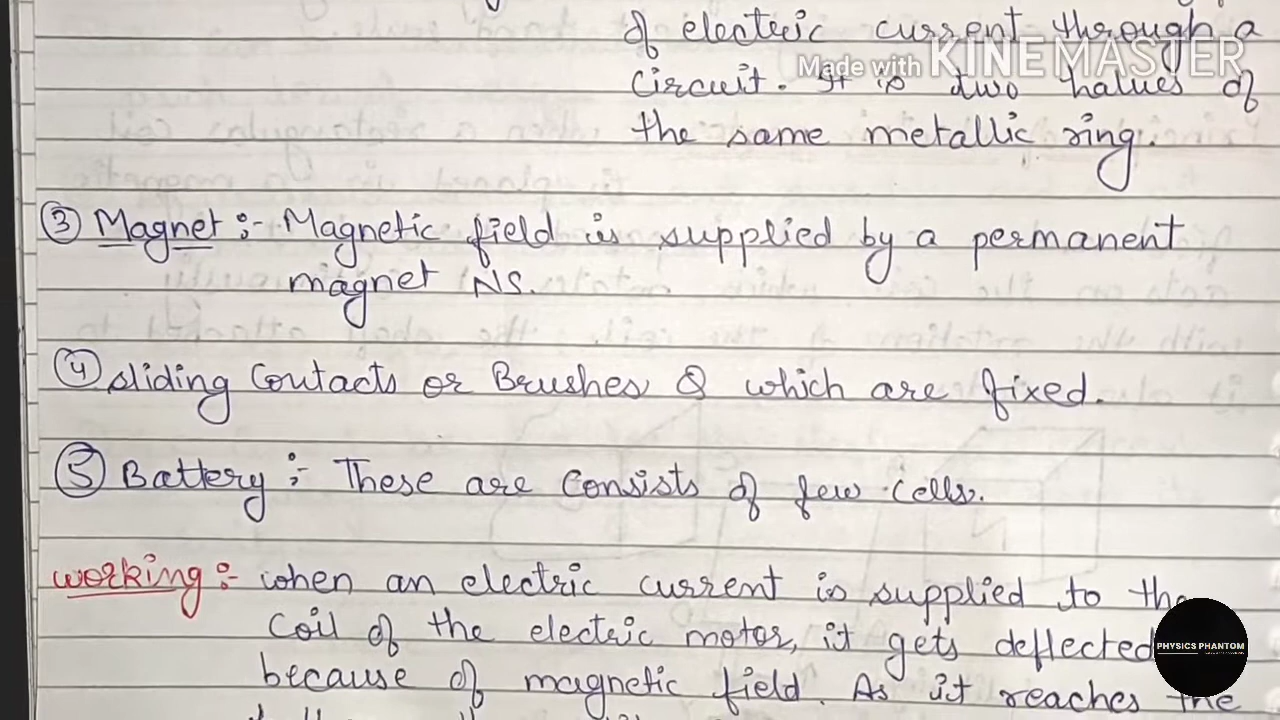 of electric current through a
Made with KINEMASTER
Circuit. It is two halves of
the same metallic ring.
③ Magnet :- Magnetic field is supplied by a permanent
magnet NS.
④ Sliding Contacts or Brushes Q which are fixed.
⑤ Battery :- These are Consists of few cells.
working :- when an electric current is supplied to the
Coil of the electric motor, it gets deflected
PHYSICS PHANTOM
because of magnetic field. As it reaches the